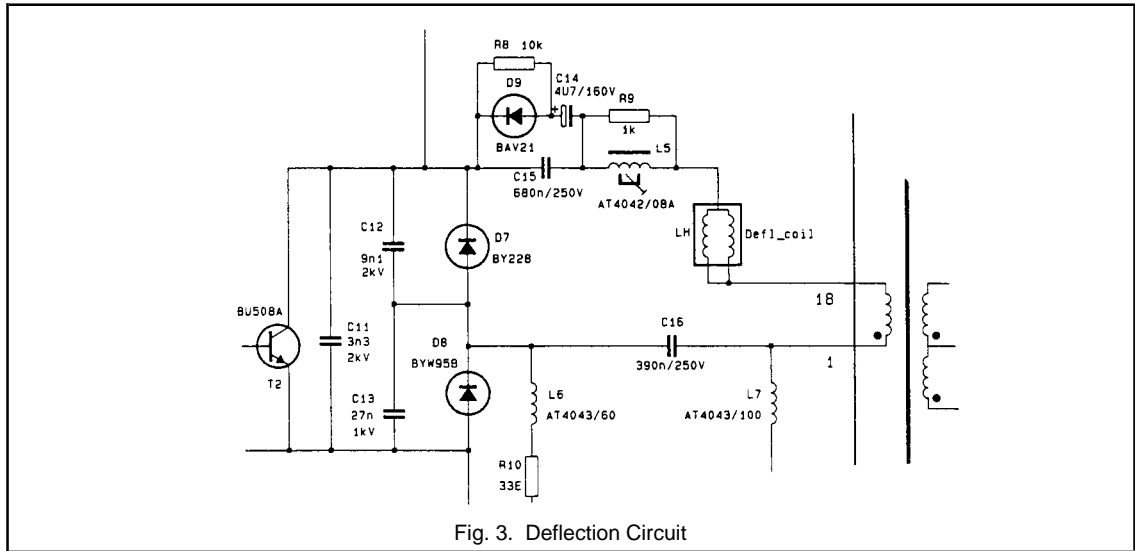 R8 10k
D9
C14
4U7/160V
+
R9
1k
BAV21
L5
C15
680n/250V
AT4042/08A
C12
9n1
2kV
D7
BY228
LH
Defl_coil
18
BU508A
C11
3n3
2kV
T2
D8
BYW95B
C16
390n/250V
1
C13
27n
1kV
L6
AT4043/60
L7
AT4043/100
R10
33E
Fig. 3. Deflection Circuit